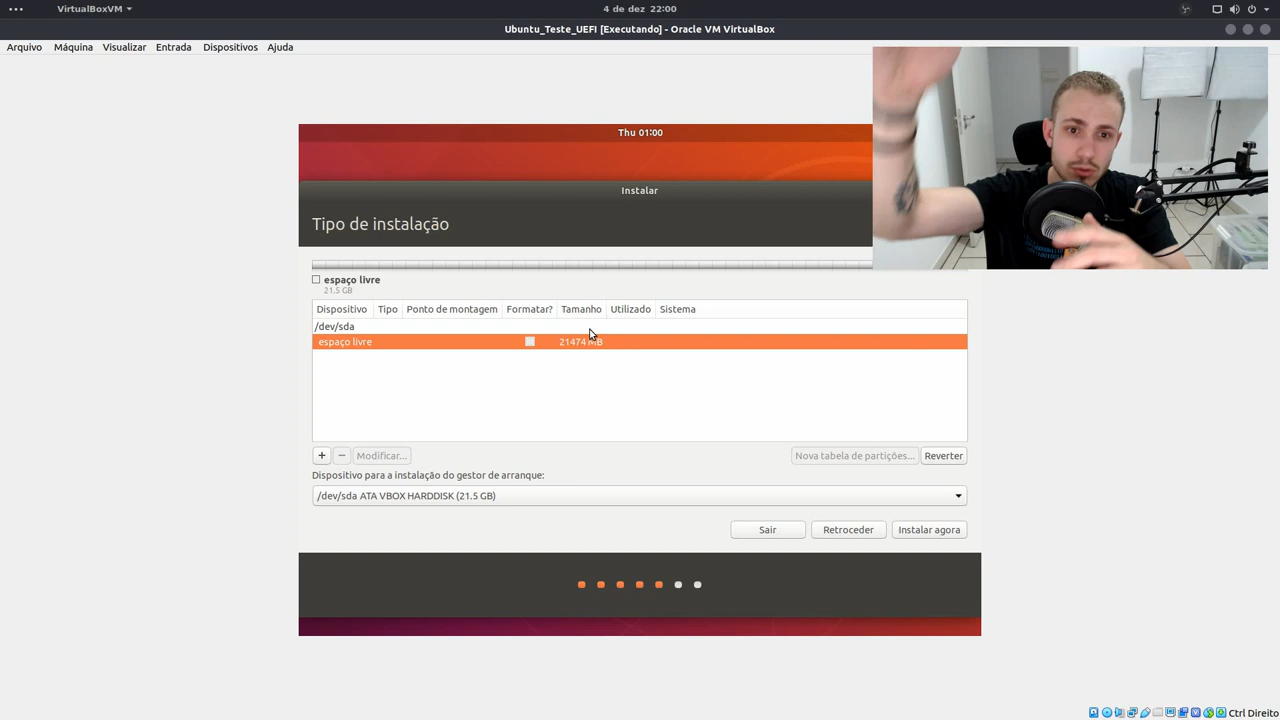 VirtualBoxVM
4 de dez 22:00
Ubuntu_Teste_UEFI [Executando] - Oracle VM VirtualBox
Arquivo Máquina Visualizar Entrada Dispositivos Ajuda
Thu 01:00
Instalar
Tipo de instalação
espaço livre
21.5 GB
Dispositivo Tipo Ponto de montagem Formatar? Tamanho Utilizado Sistema
/dev/sda
espaço livre 21474 MB
+ − Modificar... Nova tabela de partições... Reverter
Dispositivo para a instalação do gestor de arranque:
/dev/sda ATA VBOX HARDDISK (21.5 GB)
Sair Retroceder Instalar agora
Ctrl Direito